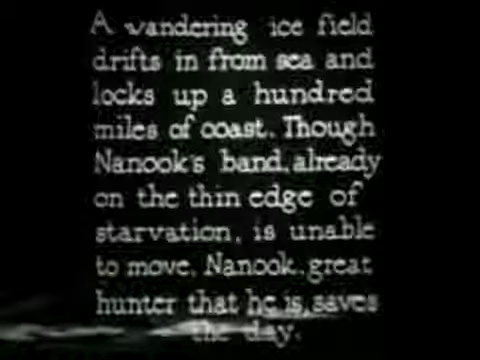 A wandering ice field
drifts in from sea and
locks up a hundred
miles of coast. Though
Nanook's band, already
on the thin edge of
starvation, is unable
to move, Nanook, great
hunter that he is, saves
the day.